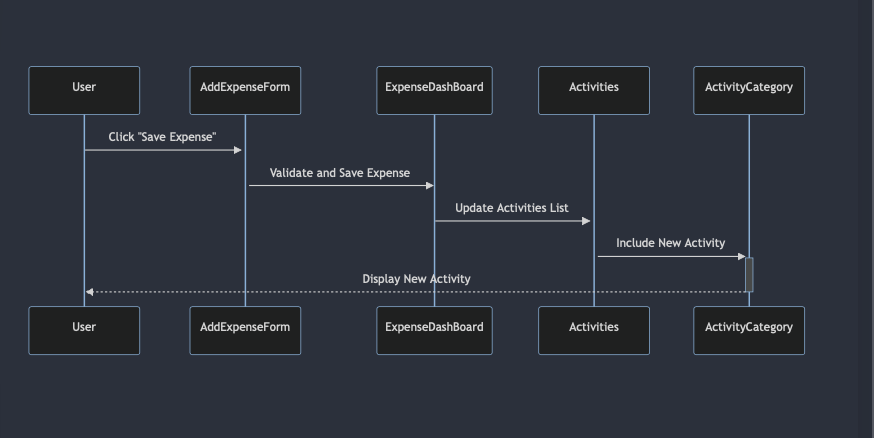 User
AddExpenseForm
ExpenseDashBoard
Activities
ActivityCategory
Click "Save Expense"
Validate and Save Expense
Update Activities List
Include New Activity
Display New Activity
User
AddExpenseForm
ExpenseDashBoard
Activities
ActivityCategory